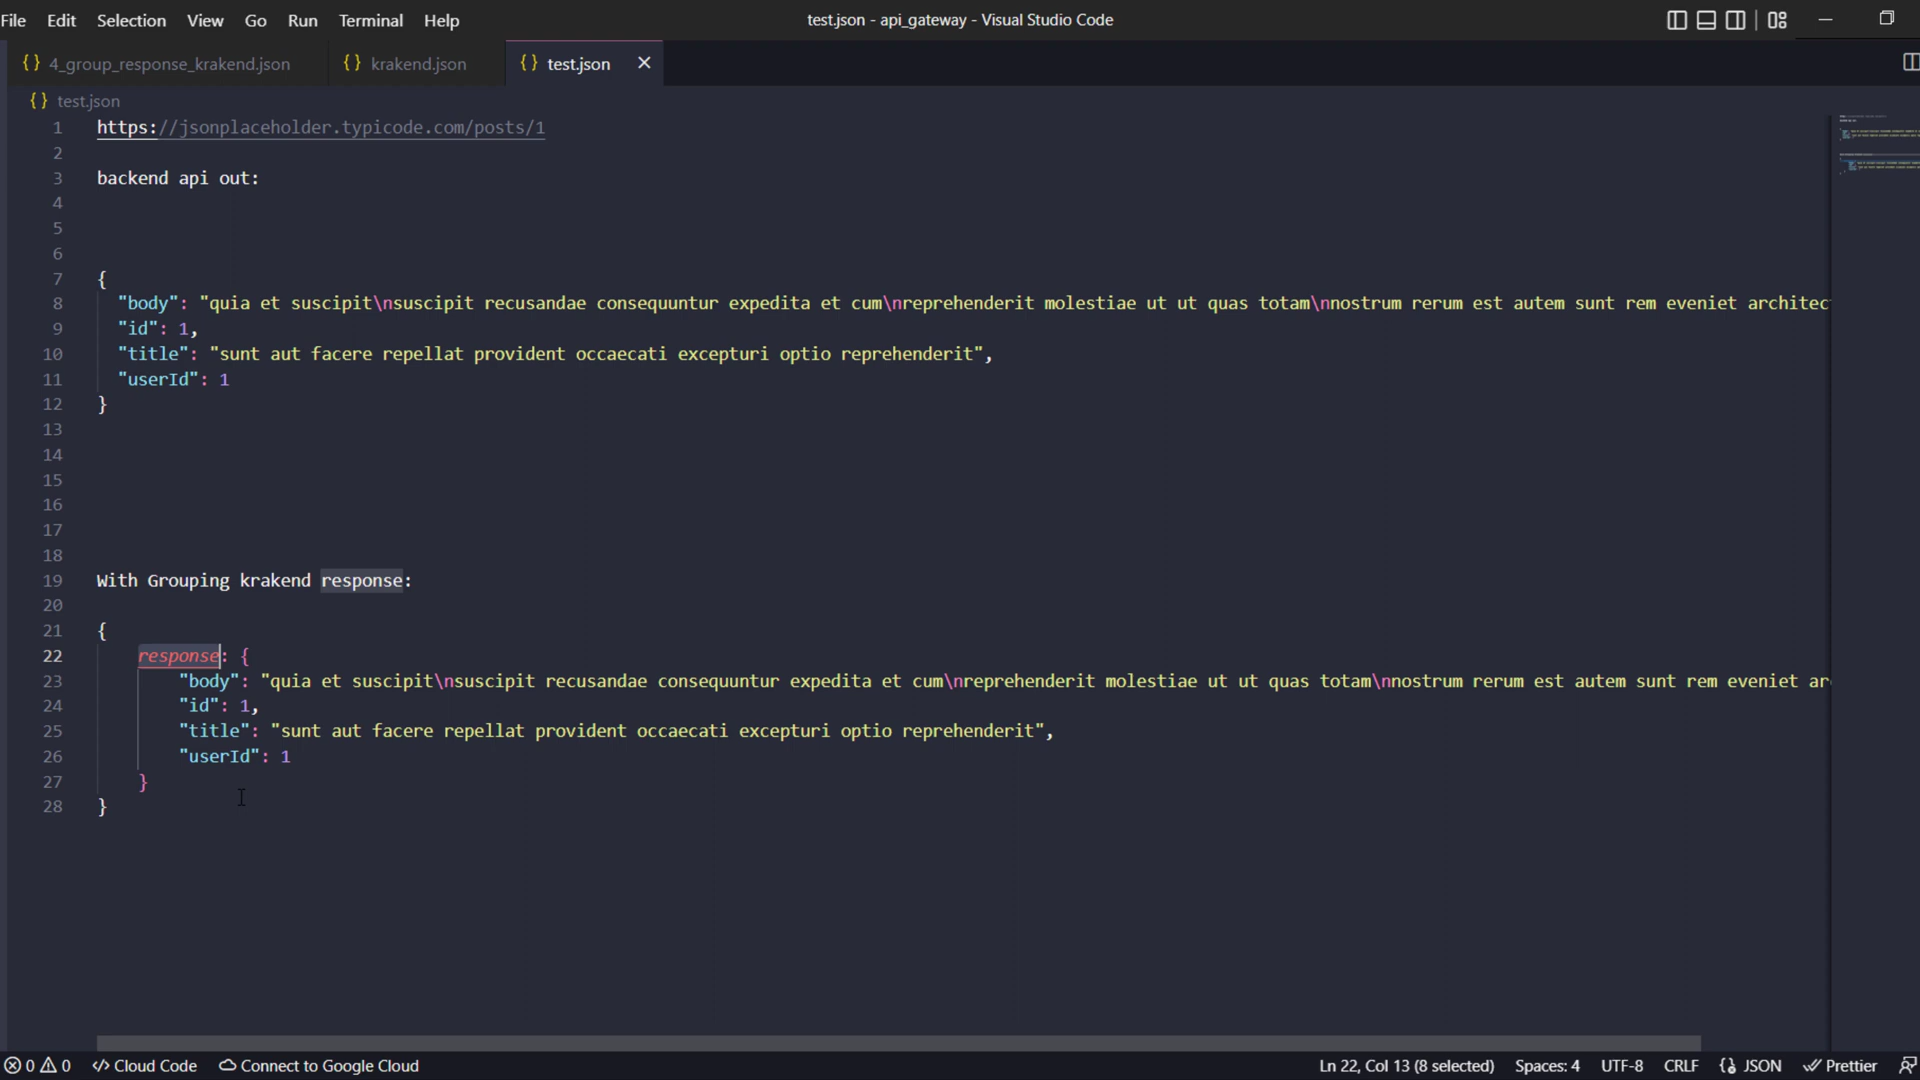 File Edit Selection View Go Run Terminal Help test.json - api_gateway - Visual Studio Code
{} 4_group_response_krakend.json {} krakend.json {} test.json ×
{} test.json
1 https://jsonplaceholder.typicode.com/posts/1
2
3 backend api out:
4
5
6
7 {
8 "body": "quia et suscipit\nsuscipit recusandae consequuntur expedita et cum\nreprehenderit molestiae ut ut quas totam\nnostrum rerum est autem sunt rem eveniet architec
9 "id": 1,
10 "title": "sunt aut facere repellat provident occaecati excepturi optio reprehenderit",
11 "userId": 1
12 }
13
14
15
16
17
18
19 With Grouping krakend response:
20
21 {
22 response: {
23 "body": "quia et suscipit\nsuscipit recusandae consequuntur expedita et cum\nreprehenderit molestiae ut ut quas totam\nnostrum rerum est autem sunt rem eveniet ar
24 "id": 1,
25 "title": "sunt aut facere repellat provident occaecati excepturi optio reprehenderit",
26 "userId": 1
27 }
28 }
0 0 </> Cloud Code Connect to Google Cloud Ln 22, Col 13 (8 selected) Spaces: 4 UTF-8 CRLF {} JSON Prettier